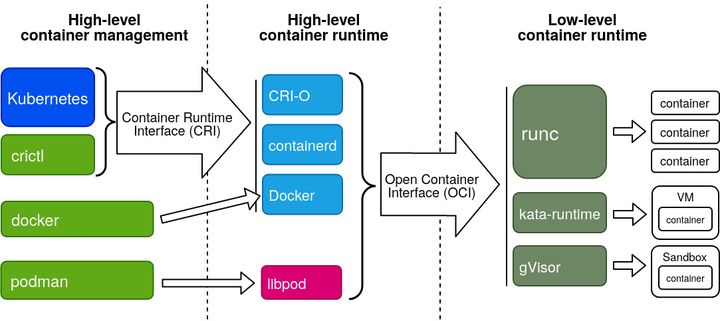 High-level
container management
High-level
container runtime
Low-level
container runtime
Kubernetes
crictl
docker
podman
Container Runtime
Interface (CRI)
CRI-O
containerd
Docker
libpod
Open Container
Interface (OCI)
runc
kata-runtime
gVisor
container
container
container
VM
container
Sandbox
container